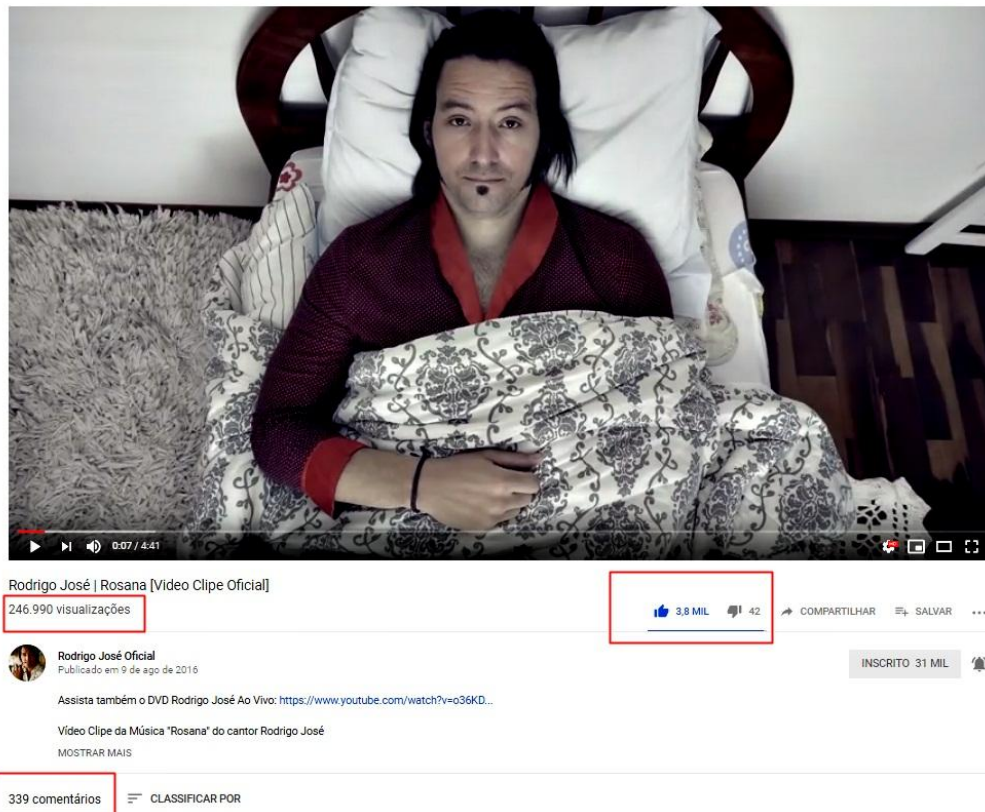 0:07 / 4:41
Rodrigo José | Rosana [Video Clipe Oficial]
246.990 visualizações
3,8 MIL 42 COMPARTILHAR SALVAR
Rodrigo José Oficial
Publicado em 9 de ago de 2016
INSCRITO 31 MIL
Assista também o DVD Rodrigo José Ao Vivo: https://www.youtube.com/watch?v=o36KD...
Vídeo Clipe da Música "Rosana" do cantor Rodrigo José
MOSTRAR MAIS
339 comentários CLASSIFICAR POR